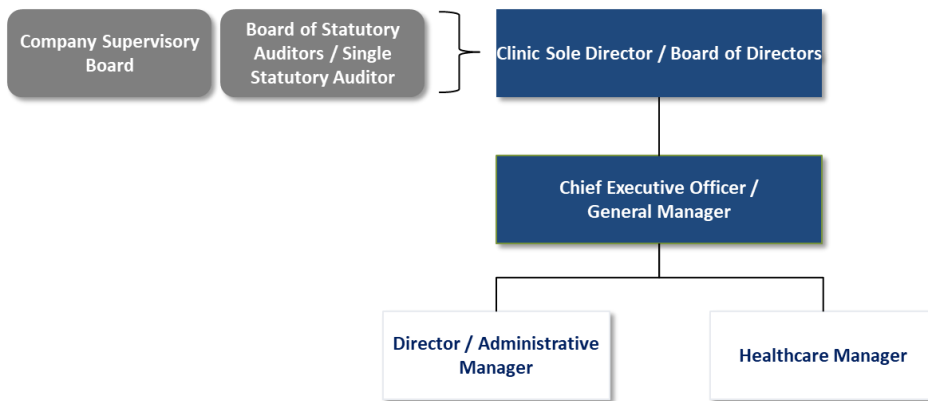 Company Supervisory
Board
Board of Statutory
Auditors / Single
Statutory Auditor
Clinic Sole Director / Board of Directors
Chief Executive Officer /
General Manager
Director / Administrative
Manager
Healthcare Manager